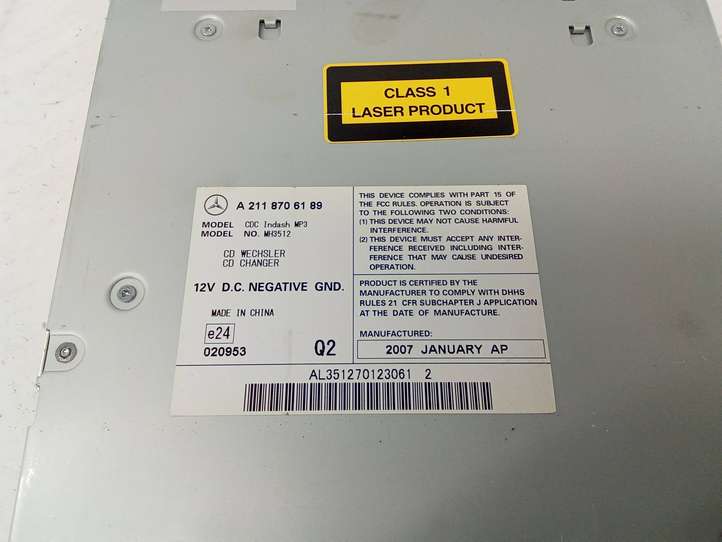 CLASS 1
LASER PRODUCT
A 211 870 61 89
MODEL CDC Indash MP3
MODEL NO. MH3512
CD WECHSLER
CD CHANGER
12V D.C. NEGATIVE GND.
MADE IN CHINA
e24
020953 Q2
THIS DEVICE COMPLIES WITH PART 15 OF
THE FCC RULES. OPERATION IS SUBJECT
TO THE FOLLOWING TWO CONDITIONS:
(1) THIS DEVICE MAY NOT CAUSE HARMFUL
INTERFERENCE.
(2) THIS DEVICE MUST ACCEPT ANY INTER-
FERENCE RECEIVED INCLUDING INTER-
FERENCE THAT MAY CAUSE UNDESIRED
OPERATION.
PRODUCT IS CERTIFIED BY THE
MANUFACTURER TO COMPLY WITH DHHS
RULES 21 CFR SUBCHAPTER J APPLICATION
AT THE DATE OF MANUFACTURE.
MANUFACTURED:
2007 JANUARY AP
AL351270123061 2